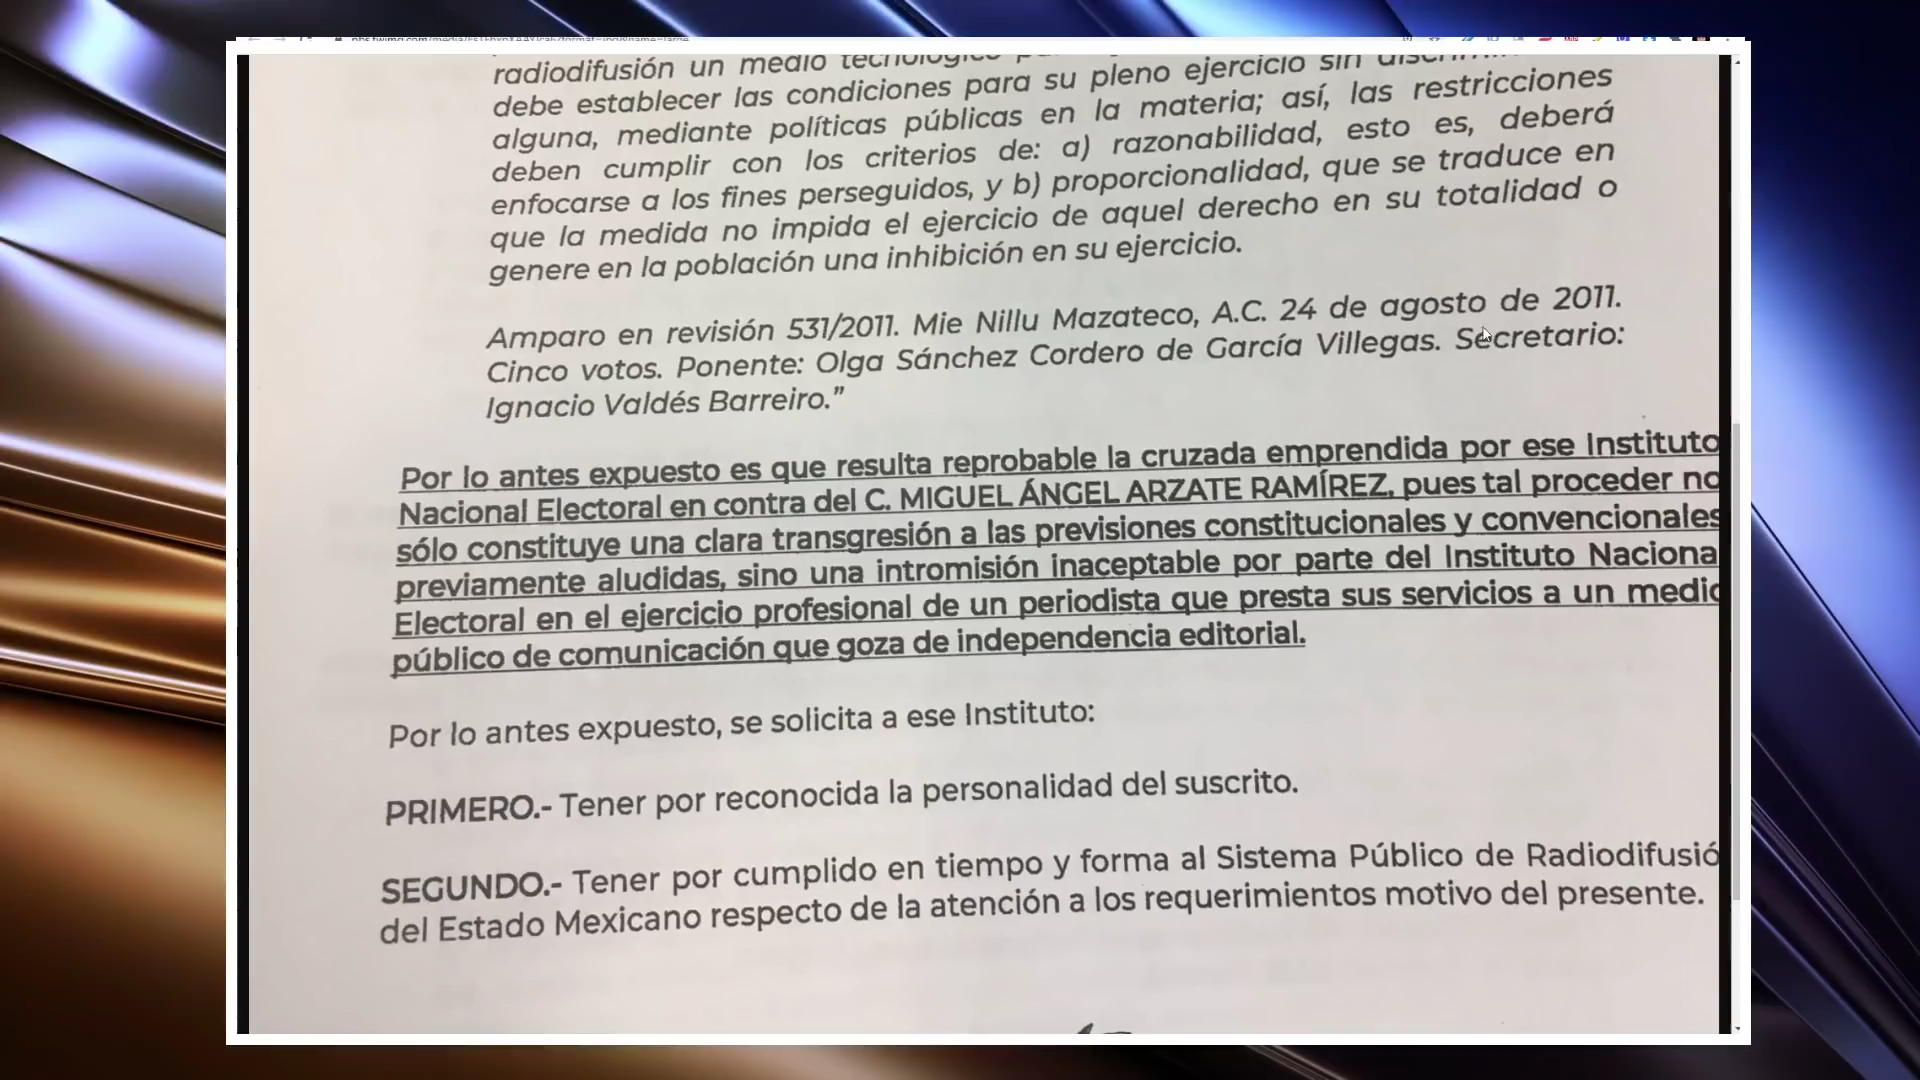 radiodifusión un medio tecnológico
debe establecer las condiciones para su pleno ejercicio sin
alguna, mediante políticas públicas en la materia; así, las restricciones
deben cumplir con los criterios de: a) razonabilidad, esto es, deberá
enfocarse a los fines perseguidos, y b) proporcionalidad, que se traduce en
que la medida no impida el ejercicio de aquel derecho en su totalidad o
genere en la población una inhibición en su ejercicio.
Amparo en revisión 531/2011. Mie Nillu Mazateco, A.C. 24 de agosto de 2011.
Cinco votos. Ponente: Olga Sánchez Cordero de García Villegas. Secretario:
Ignacio Valdés Barreiro.”
Por lo antes expuesto es que resulta reprobable la cruzada emprendida por ese Instituto
Nacional Electoral en contra del C. MIGUEL ÁNGEL ARZATE RAMÍREZ, pues tal proceder no
sólo constituye una clara transgresión a las previsiones constitucionales y convencionales
previamente aludidas, sino una intromisión inaceptable por parte del Instituto Naciona
Electoral en el ejercicio profesional de un periodista que presta sus servicios a un medio
público de comunicación que goza de independencia editorial.
Por lo antes expuesto, se solicita a ese Instituto:
PRIMERO.- Tener por reconocida la personalidad del suscrito.
SEGUNDO.- Tener por cumplido en tiempo y forma al Sistema Público de Radiodifusió
del Estado Mexicano respecto de la atención a los requerimientos motivo del presente.